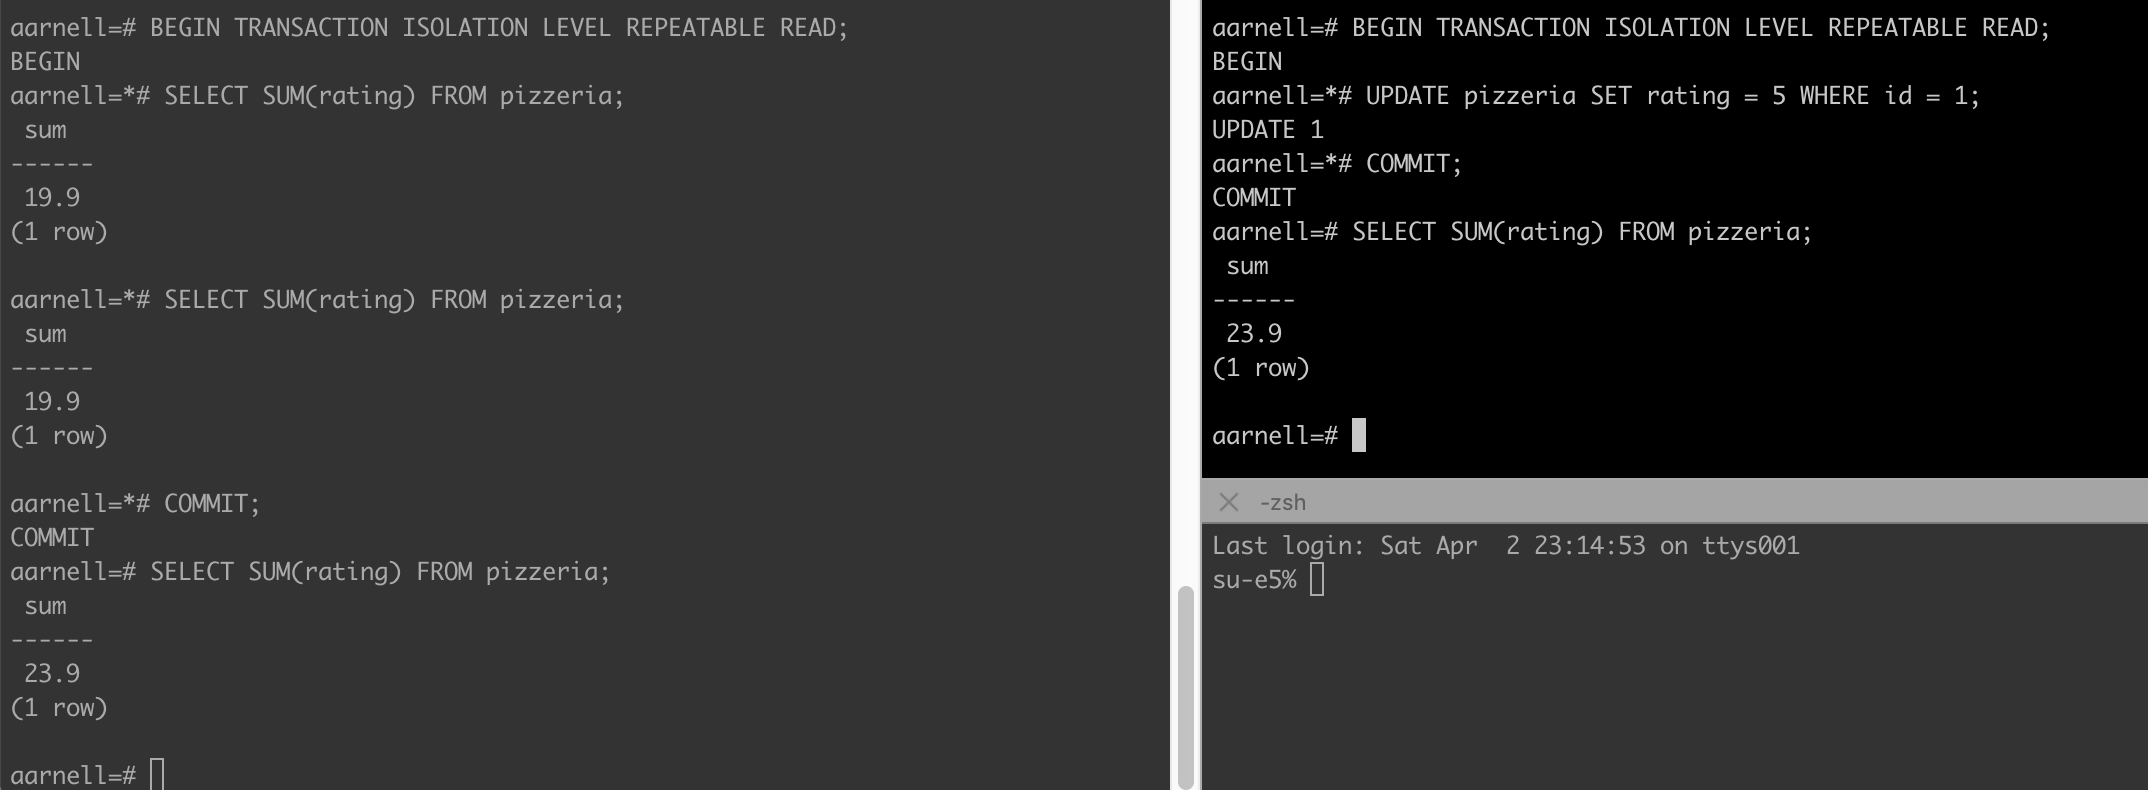 aarnell=# BEGIN TRANSACTION ISOLATION LEVEL REPEATABLE READ;
BEGIN
aarnell=*# SELECT SUM(rating) FROM pizzeria;
 sum
------
 19.9
(1 row)

aarnell=*# SELECT SUM(rating) FROM pizzeria;
 sum
------
 19.9
(1 row)

aarnell=*# COMMIT;
COMMIT
aarnell=# SELECT SUM(rating) FROM pizzeria;
 sum
------
 23.9
(1 row)

aarnell=#
aarnell=# BEGIN TRANSACTION ISOLATION LEVEL REPEATABLE READ;
BEGIN
aarnell=*# UPDATE pizzeria SET rating = 5 WHERE id = 1;
UPDATE 1
aarnell=*# COMMIT;
COMMIT
aarnell=# SELECT SUM(rating) FROM pizzeria;
 sum
------
 23.9
(1 row)

aarnell=#
-zsh
Last login: Sat Apr  2 23:14:53 on ttys001
su-e5%